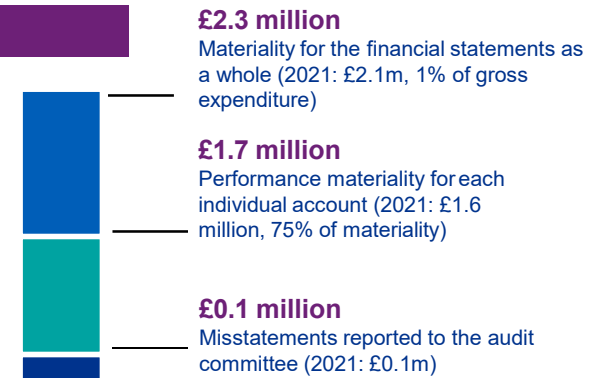 £2.3 million
Materiality for the financial statements as
a whole (2021: £2.1m, 1% of gross
expenditure)
£1.7 million
Performance materiality for each
individual account (2021: £1.6
million, 75% of materiality)
£0.1 million
Misstatements reported to the audit
committee (2021: £0.1m)